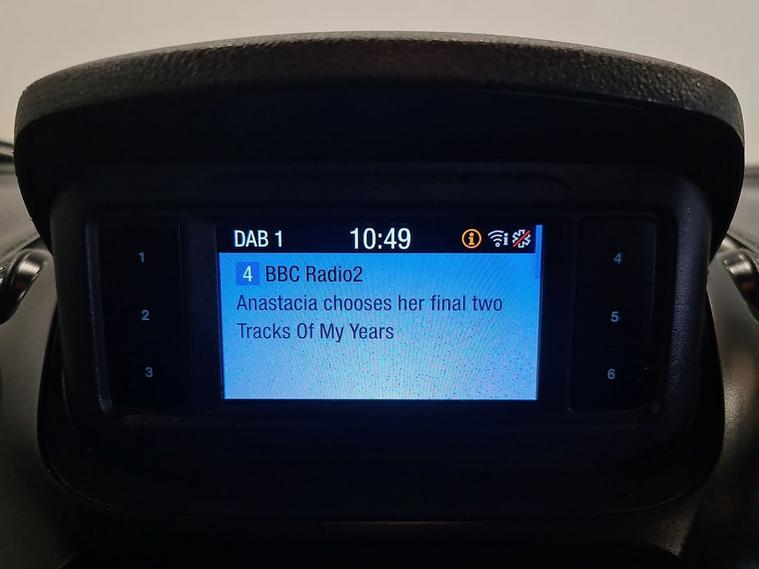 DAB 1 10:49 i i
4 BBC Radio2
Anastacia chooses her final two
Tracks Of My Years
1
2
3
4
5
6